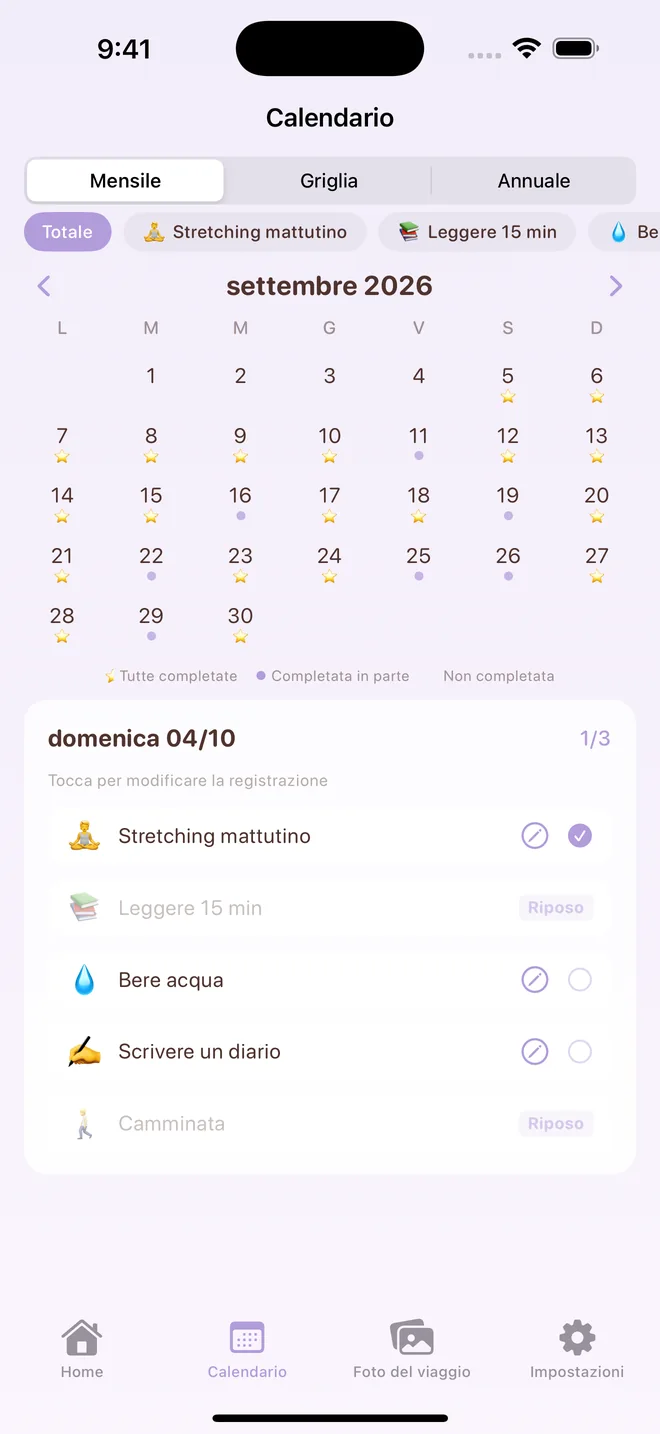 9:41
Calendario
Mensile Griglia Annuale
Totale Stretching mattutino Leggere 15 min Be
settembre 2026
L M M G V S D
1 2 3 4 5 6
7 8 9 10 11 12 13
14 15 16 17 18 19 20
21 22 23 24 25 26 27
28 29 30
Tutte completate Completata in parte Non completata
domenica 04/10 1/3
Tocca per modificare la registrazione
Stretching mattutino
Leggere 15 min Riposo
Bere acqua
Scrivere un diario
Camminata Riposo
Home Calendario Foto del viaggio Impostazioni